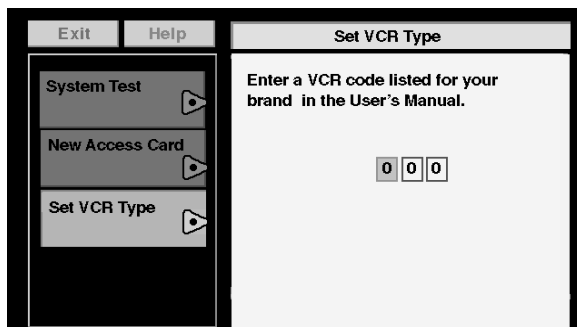 Exit Help
Set VCR Type
System Test
New Access Card
Set VCR Type
Enter a VCR code listed for your
brand in the User's Manual.
0 0 0